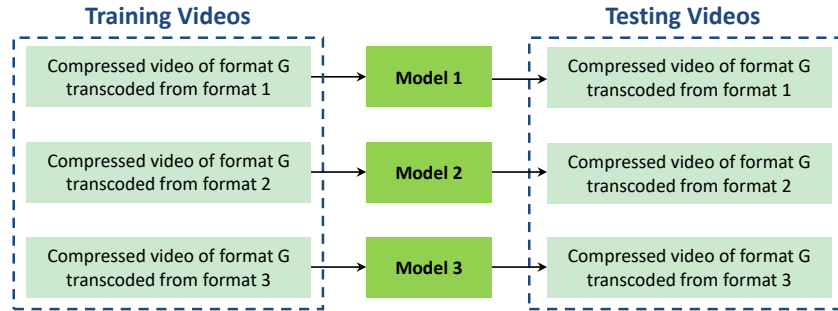 Training Videos
Testing Videos
Compressed video of format G
transcoded from format 1
Model 1
Compressed video of format G
transcoded from format 1
Compressed video of format G
transcoded from format 2
Model 2
Compressed video of format G
transcoded from format 2
Compressed video of format G
transcoded from format 3
Model 3
Compressed video of format G
transcoded from format 3